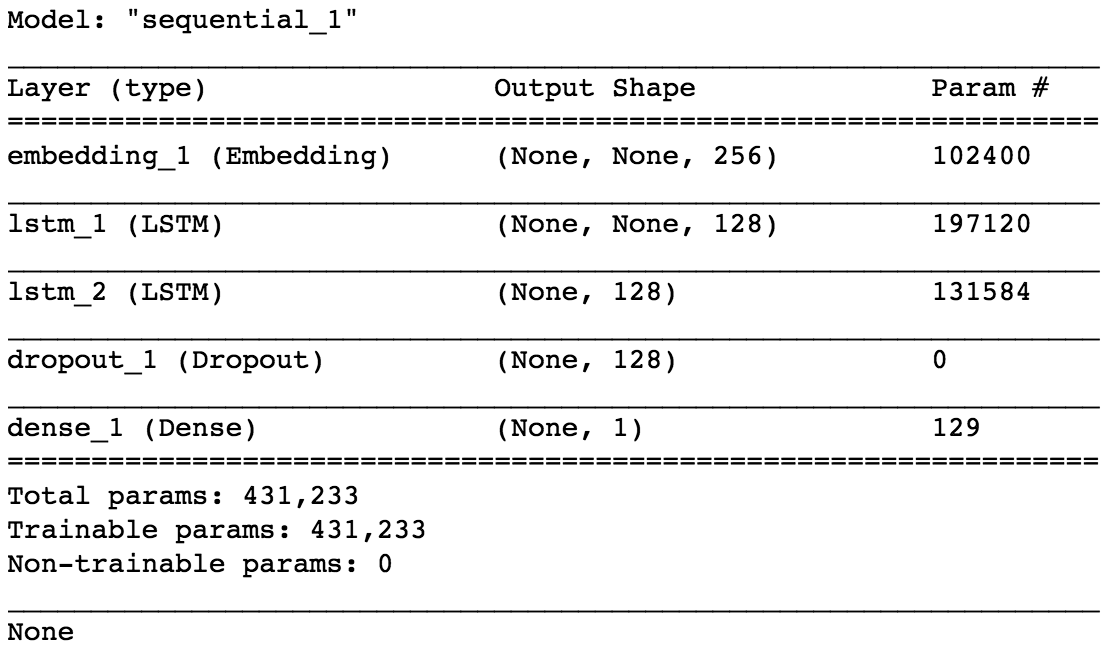 Model: "sequential_1"
Layer (type) Output Shape Param #
embedding_1 (Embedding) (None, None, 256) 102400
lstm_1 (LSTM) (None, None, 128) 197120
lstm_2 (LSTM) (None, 128) 131584
dropout_1 (Dropout) (None, 128) 0
dense_1 (Dense) (None, 1) 129
Total params: 431,233
Trainable params: 431,233
Non-trainable params: 0
None